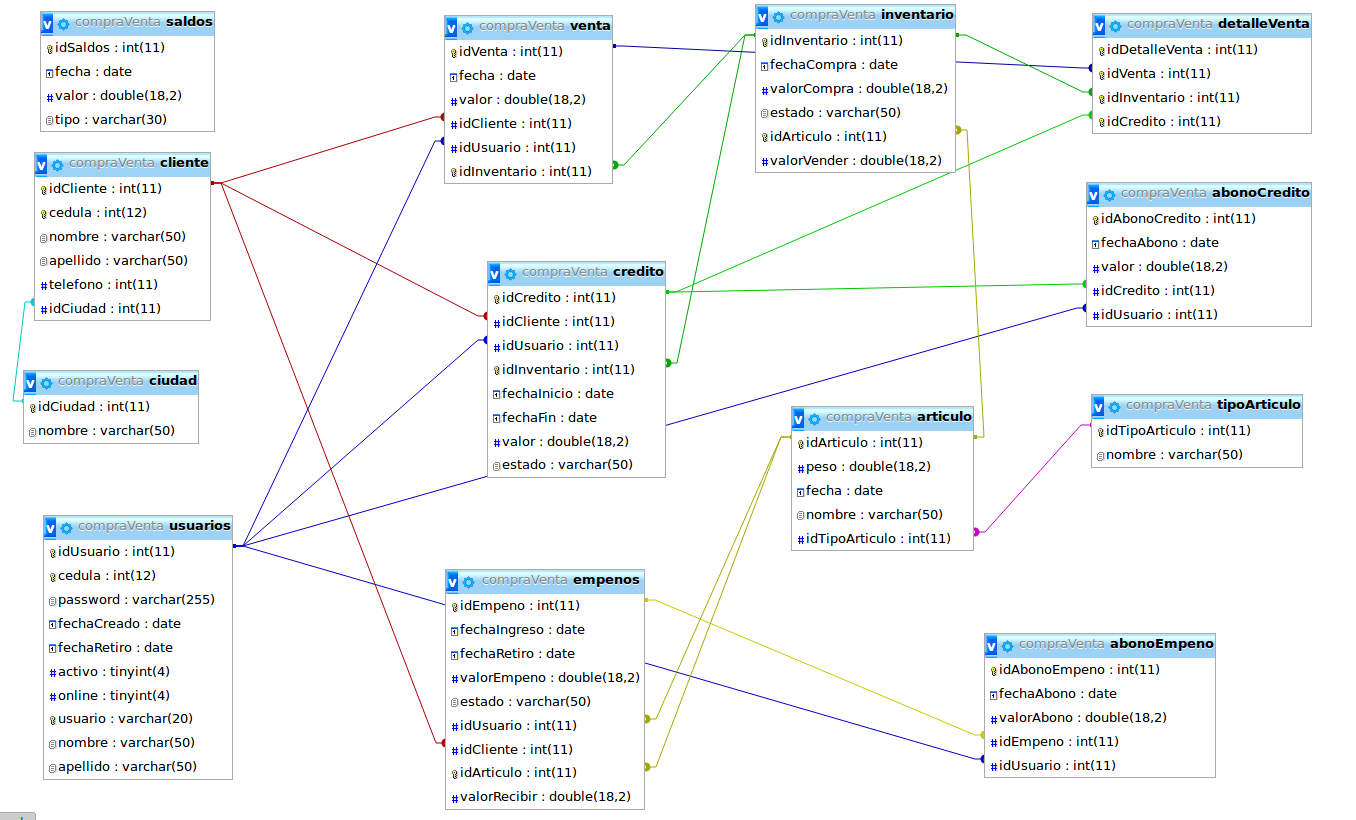 compraVenta saldos
idSaldos : int(11)
fecha : date
valor : double(18,2)
tipo : varchar(30)
compraVenta venta
idVenta : int(11)
fecha : date
valor : double(18,2)
idCliente : int(11)
idUsuario : int(11)
idInventario : int(11)
compraVenta inventario
idInventario : int(11)
fechaCompra : date
valorCompra : double(18,2)
estado : varchar(50)
idArticulo : int(11)
valorVender : double(18,2)
compraVenta detalleVenta
idDetalleVenta : int(11)
idVenta : int(11)
idInventario : int(11)
idCredito : int(11)
compraVenta cliente
idCliente : int(11)
cedula : int(12)
nombre : varchar(50)
apellido : varchar(50)
telefono : int(11)
idCiudad : int(11)
compraVenta abonoCredito
idAbonoCredito : int(11)
fechaAbono : date
valor : double(18,2)
idCredito : int(11)
idUsuario : int(11)
compraVenta credito
idCredito : int(11)
idCliente : int(11)
idUsuario : int(11)
idInventario : int(11)
fechaInicio : date
fechaFin : date
valor : double(18,2)
estado : varchar(50)
compraVenta ciudad
idCiudad : int(11)
nombre : varchar(50)
compraVenta articulo
idArticulo : int(11)
peso : double(18,2)
fecha : date
nombre : varchar(50)
idTipoArticulo : int(11)
compraVenta tipoArticulo
idTipoArticulo : int(11)
nombre : varchar(50)
compraVenta usuarios
idUsuario : int(11)
cedula : int(12)
password : varchar(255)
fechaCreado : date
fechaRetiro : date
activo : tinyint(4)
online : tinyint(4)
usuario : varchar(20)
nombre : varchar(50)
apellido : varchar(50)
compraVenta empenos
idEmpeno : int(11)
fechaIngreso : date
fechaRetiro : date
valorEmpeno : double(18,2)
estado : varchar(50)
idUsuario : int(11)
idCliente : int(11)
idArticulo : int(11)
valorRecibir : double(18,2)
compraVenta abonoEmpeno
idAbonoEmpeno : int(11)
fechaAbono : date
valorAbono : double(18,2)
idEmpeno : int(11)
idUsuario : int(11)